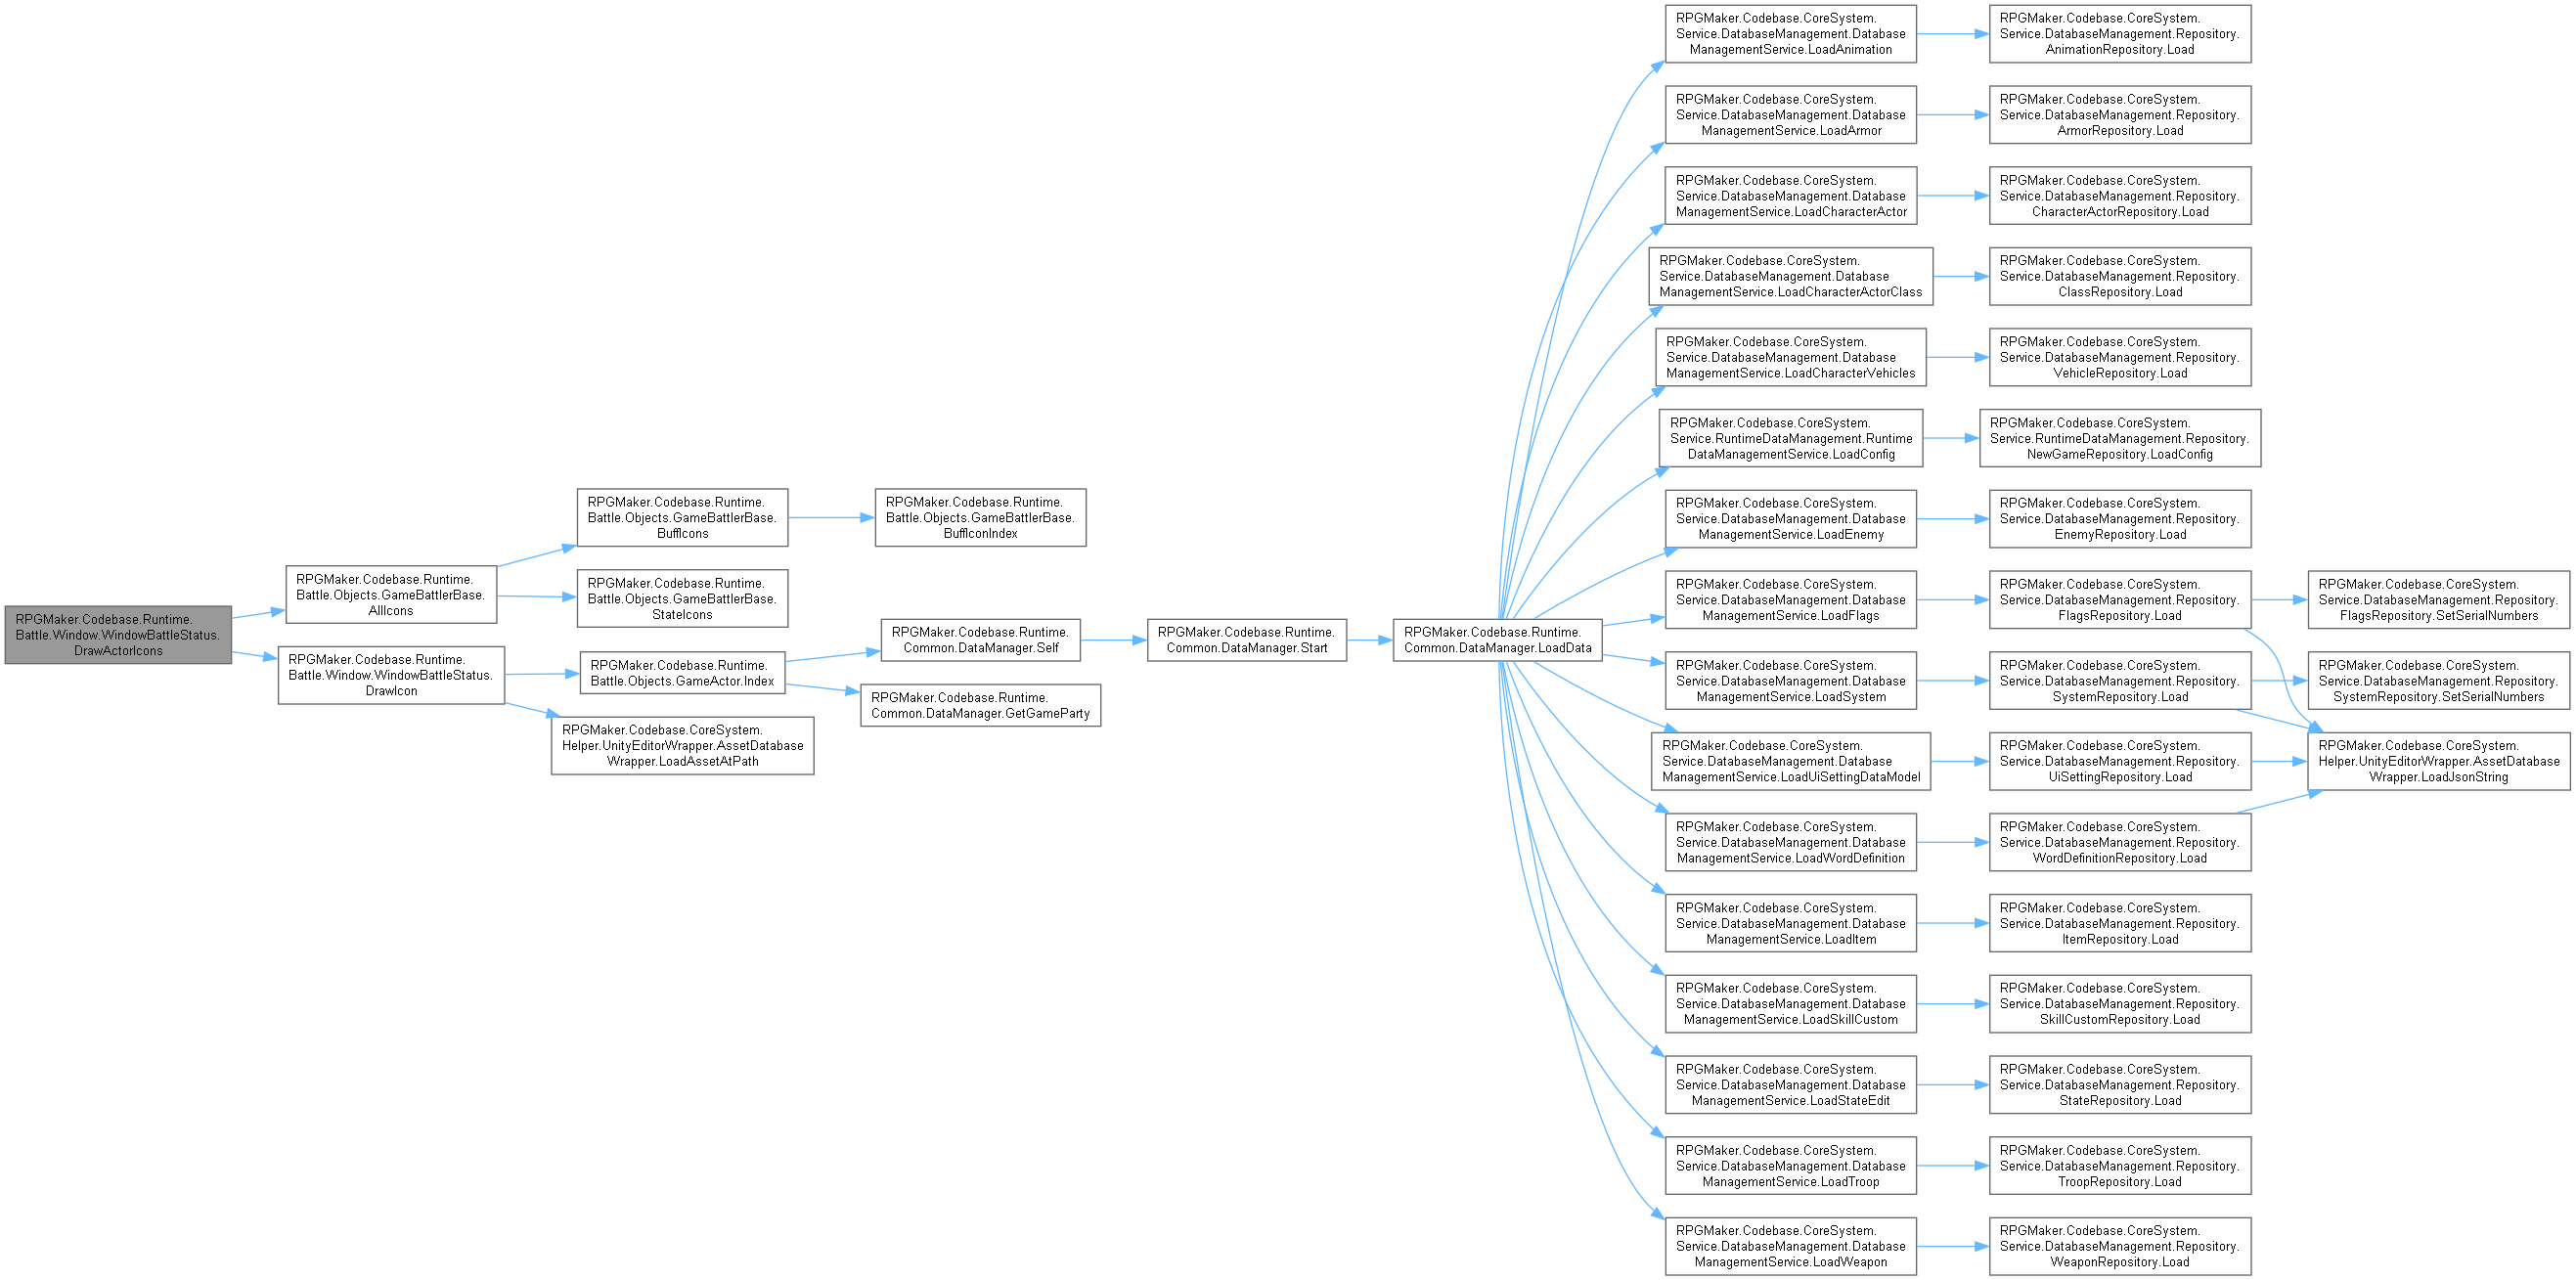 RPGMaker.Codebase.Runtime.
Battle.Window.WindowBattleStatus.
DrawActorIcons
RPGMaker.Codebase.Runtime.
Battle.Objects.GameBattlerBase.
AllIcons
RPGMaker.Codebase.Runtime.
Battle.Window.WindowBattleStatus.
DrawIcon
RPGMaker.Codebase.Runtime.
Battle.Objects.GameBattlerBase.
BuffIcons
RPGMaker.Codebase.Runtime.
Battle.Objects.GameBattlerBase.
StateIcons
RPGMaker.Codebase.Runtime.
Battle.Objects.GameActor.Index
RPGMaker.Codebase.CoreSystem.
Helper.UnityEditorWrapper.AssetDatabase
Wrapper.LoadAssetAtPath
RPGMaker.Codebase.Runtime.
Battle.Objects.GameBattlerBase.
BuffIconIndex
RPGMaker.Codebase.Runtime.
Common.DataManager.Self
RPGMaker.Codebase.Runtime.
Common.DataManager.GetGameParty
RPGMaker.Codebase.Runtime.
Common.DataManager.Start
RPGMaker.Codebase.Runtime.
Common.DataManager.LoadData
RPGMaker.Codebase.CoreSystem.
Service.DatabaseManagement.Database
ManagementService.LoadAnimation
RPGMaker.Codebase.CoreSystem.
Service.DatabaseManagement.Database
ManagementService.LoadArmor
RPGMaker.Codebase.CoreSystem.
Service.DatabaseManagement.Database
ManagementService.LoadCharacterActor
RPGMaker.Codebase.CoreSystem.
Service.DatabaseManagement.Database
ManagementService.LoadCharacterActorClass
RPGMaker.Codebase.CoreSystem.
Service.DatabaseManagement.Database
ManagementService.LoadCharacterVehicles
RPGMaker.Codebase.CoreSystem.
Service.RuntimeDataManagement.Runtime
DataManagementService.LoadConfig
RPGMaker.Codebase.CoreSystem.
Service.DatabaseManagement.Database
ManagementService.LoadEnemy
RPGMaker.Codebase.CoreSystem.
Service.DatabaseManagement.Database
ManagementService.LoadFlags
RPGMaker.Codebase.CoreSystem.
Service.DatabaseManagement.Database
ManagementService.LoadSystem
RPGMaker.Codebase.CoreSystem.
Service.DatabaseManagement.Database
ManagementService.LoadUiSettingDataModel
RPGMaker.Codebase.CoreSystem.
Service.DatabaseManagement.Database
ManagementService.LoadWordDefinition
RPGMaker.Codebase.CoreSystem.
Service.DatabaseManagement.Database
ManagementService.LoadItem
RPGMaker.Codebase.CoreSystem.
Service.DatabaseManagement.Database
ManagementService.LoadSkillCustom
RPGMaker.Codebase.CoreSystem.
Service.DatabaseManagement.Database
ManagementService.LoadStateEdit
RPGMaker.Codebase.CoreSystem.
Service.DatabaseManagement.Database
ManagementService.LoadTroop
RPGMaker.Codebase.CoreSystem.
Service.DatabaseManagement.Database
ManagementService.LoadWeapon
RPGMaker.Codebase.CoreSystem.
Service.DatabaseManagement.Repository.
AnimationRepository.Load
RPGMaker.Codebase.CoreSystem.
Service.DatabaseManagement.Repository.
ArmorRepository.Load
RPGMaker.Codebase.CoreSystem.
Service.DatabaseManagement.Repository.
CharacterActorRepository.Load
RPGMaker.Codebase.CoreSystem.
Service.DatabaseManagement.Repository.
ClassRepository.Load
RPGMaker.Codebase.CoreSystem.
Service.DatabaseManagement.Repository.
VehicleRepository.Load
RPGMaker.Codebase.CoreSystem.
Service.RuntimeDataManagement.Repository.
NewGameRepository.LoadConfig
RPGMaker.Codebase.CoreSystem.
Service.DatabaseManagement.Repository.
EnemyRepository.Load
RPGMaker.Codebase.CoreSystem.
Service.DatabaseManagement.Repository.
FlagsRepository.Load
RPGMaker.Codebase.CoreSystem.
Service.DatabaseManagement.Repository.
SystemRepository.Load
RPGMaker.Codebase.CoreSystem.
Service.DatabaseManagement.Repository.
UiSettingRepository.Load
RPGMaker.Codebase.CoreSystem.
Service.DatabaseManagement.Repository.
WordDefinitionRepository.Load
RPGMaker.Codebase.CoreSystem.
Service.DatabaseManagement.Repository.
ItemRepository.Load
RPGMaker.Codebase.CoreSystem.
Service.DatabaseManagement.Repository.
SkillCustomRepository.Load
RPGMaker.Codebase.CoreSystem.
Service.DatabaseManagement.Repository.
StateRepository.Load
RPGMaker.Codebase.CoreSystem.
Service.DatabaseManagement.Repository.
TroopRepository.Load
RPGMaker.Codebase.CoreSystem.
Service.DatabaseManagement.Repository.
WeaponRepository.Load
RPGMaker.Codebase.CoreSystem.
Service.DatabaseManagement.Repository.
FlagsRepository.SetSerialNumbers
RPGMaker.Codebase.CoreSystem.
Service.DatabaseManagement.Repository.
SystemRepository.SetSerialNumbers
RPGMaker.Codebase.CoreSystem.
Helper.UnityEditorWrapper.AssetDatabase
Wrapper.LoadJsonString